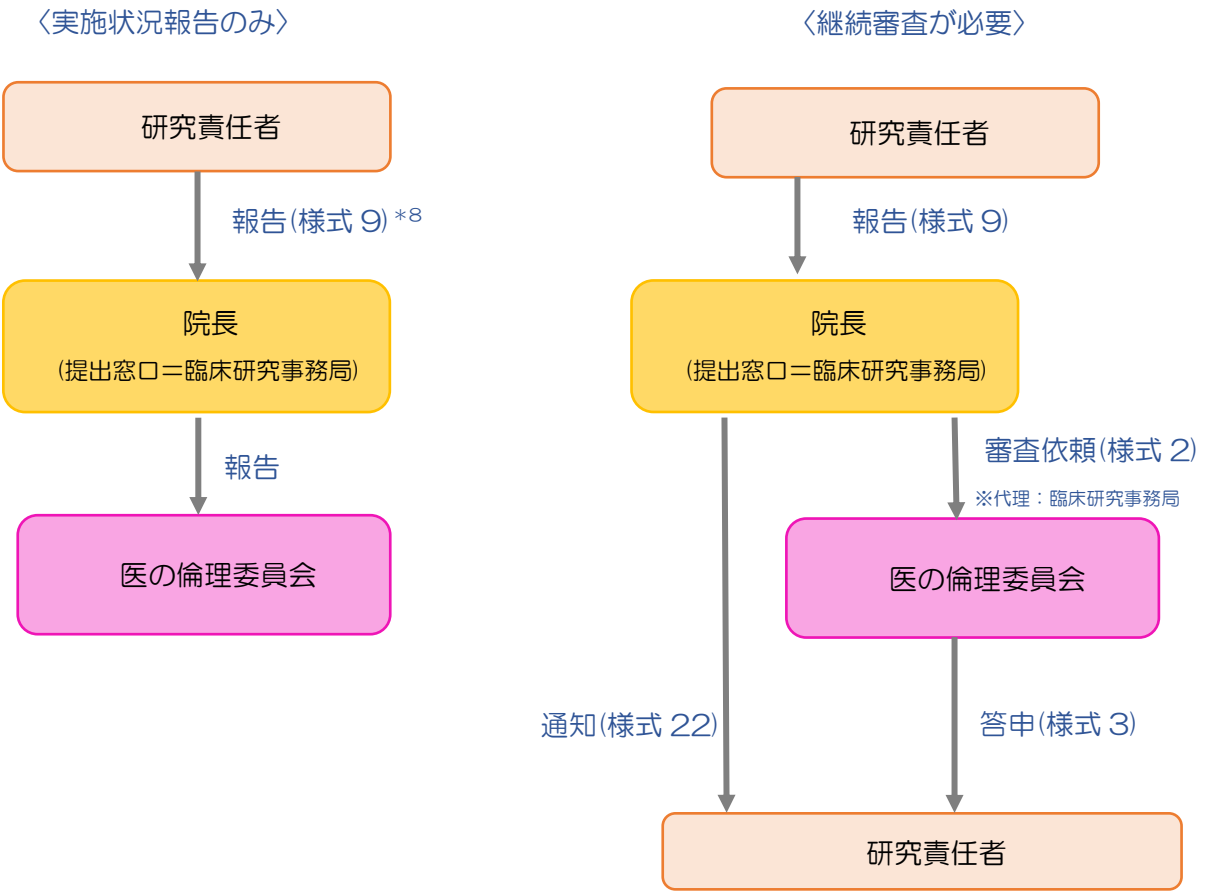 〈実施状況報告のみ〉
研究責任者
報告(様式 9) *8
院長
(提出窓口＝臨床研究事務局)
報告
医の倫理委員会
〈継続審査が必要〉
研究責任者
報告(様式 9)
院長
(提出窓口＝臨床研究事務局)
審査依頼(様式 2)
※代理：臨床研究事務局
医の倫理委員会
通知(様式 22)
答申(様式 3)
研究責任者